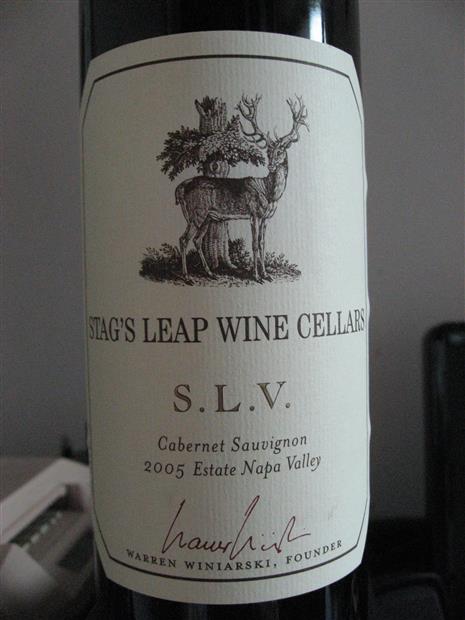 STAG'S LEAP WINE CELLARS
S.L.V.
Cabernet Sauvignon
2005 Estate Napa Valley
WARREN WINIARSKI, FOUNDER